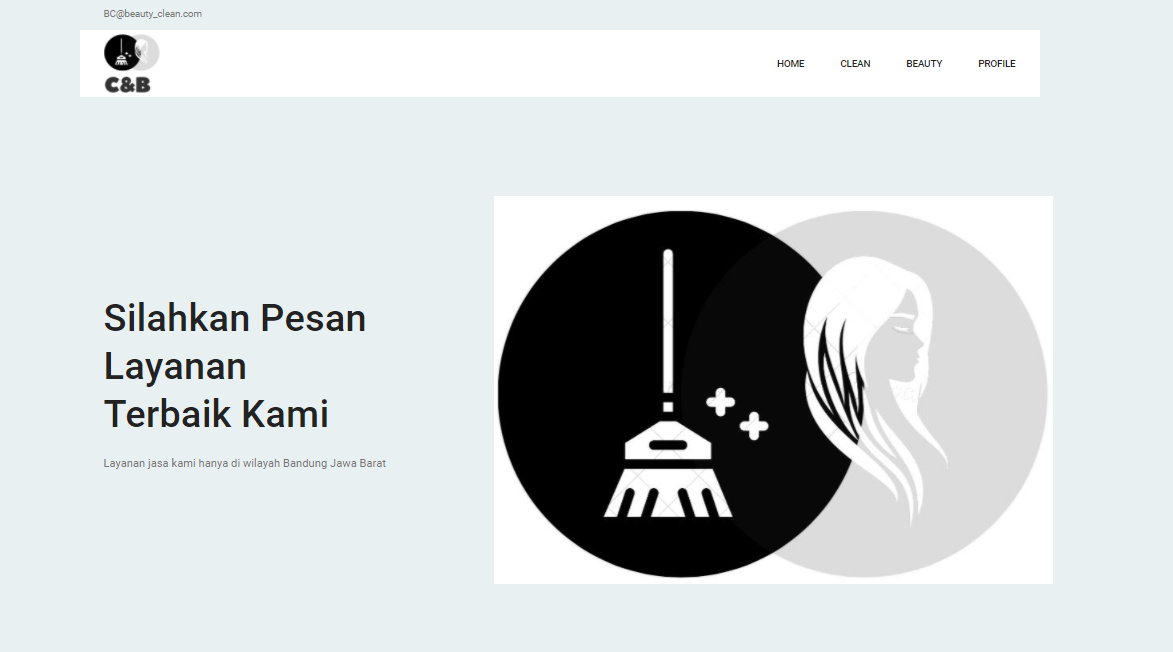 BC@beauty_clean.com
C&B
HOME CLEAN BEAUTY PROFILE
Silahkan Pesan
Layanan
Terbaik Kami
Layanan jasa kami hanya di wilayah Bandung Jawa Barat